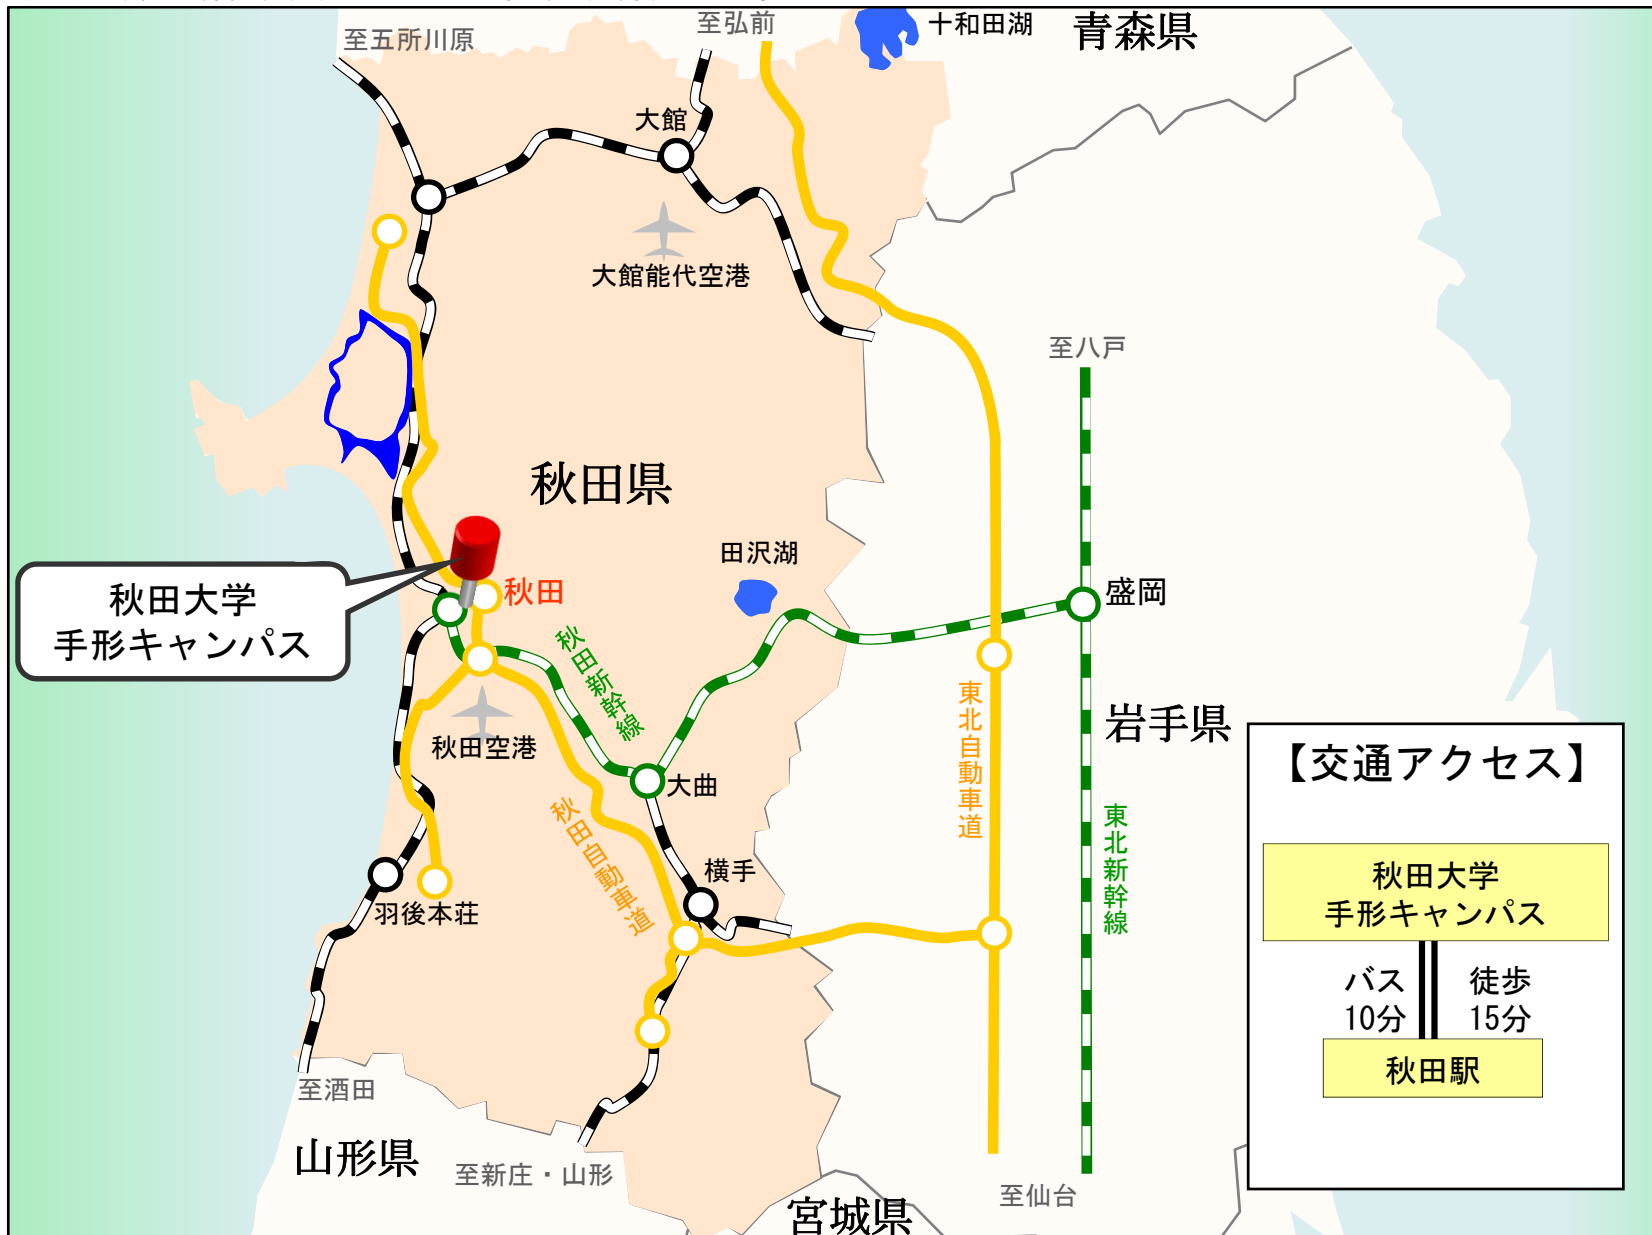 至五所川原
至弘前
十和田湖
青森県
大館
大館能代空港
至八戸
秋田県
田沢湖
秋田大学
手形キャンパス
秋田
盛岡
秋田新幹線
東北自動車道
岩手県
秋田空港
大曲
秋田自動車道
東北新幹線
横手
羽後本荘
至酒田
山形県
至新庄・山形
至仙台
宮城県
【交通アクセス】
秋田大学
手形キャンパス
バス 徒歩
10分 15分
秋田駅